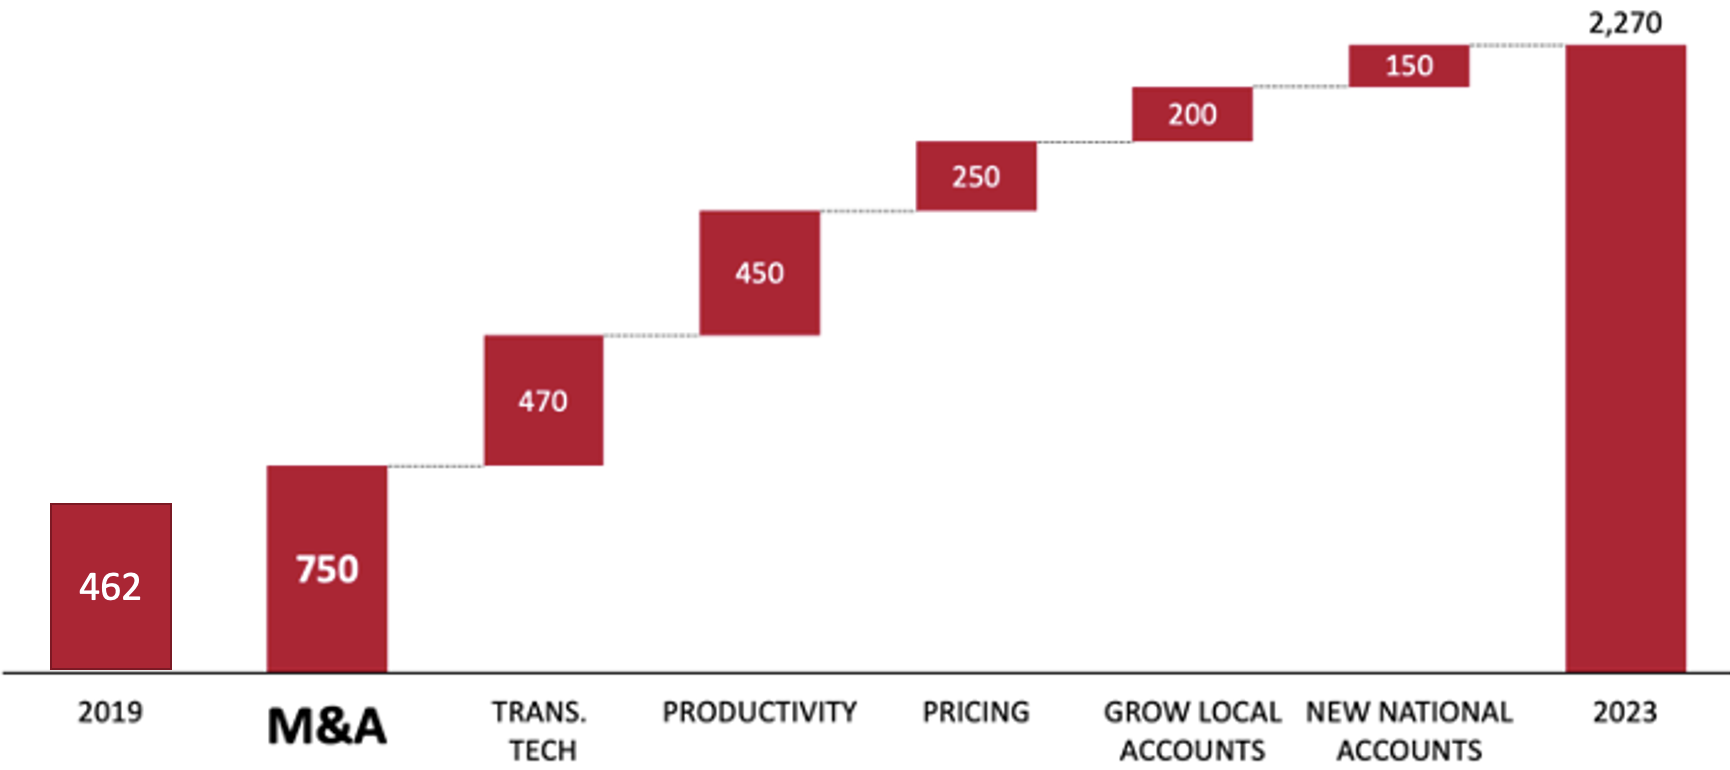 2,270
150
200
250
450
470
750
462
2019
M&A
TRANS.
TECH
PRODUCTIVITY
PRICING
GROW LOCAL
ACCOUNTS
NEW NATIONAL
ACCOUNTS
2023